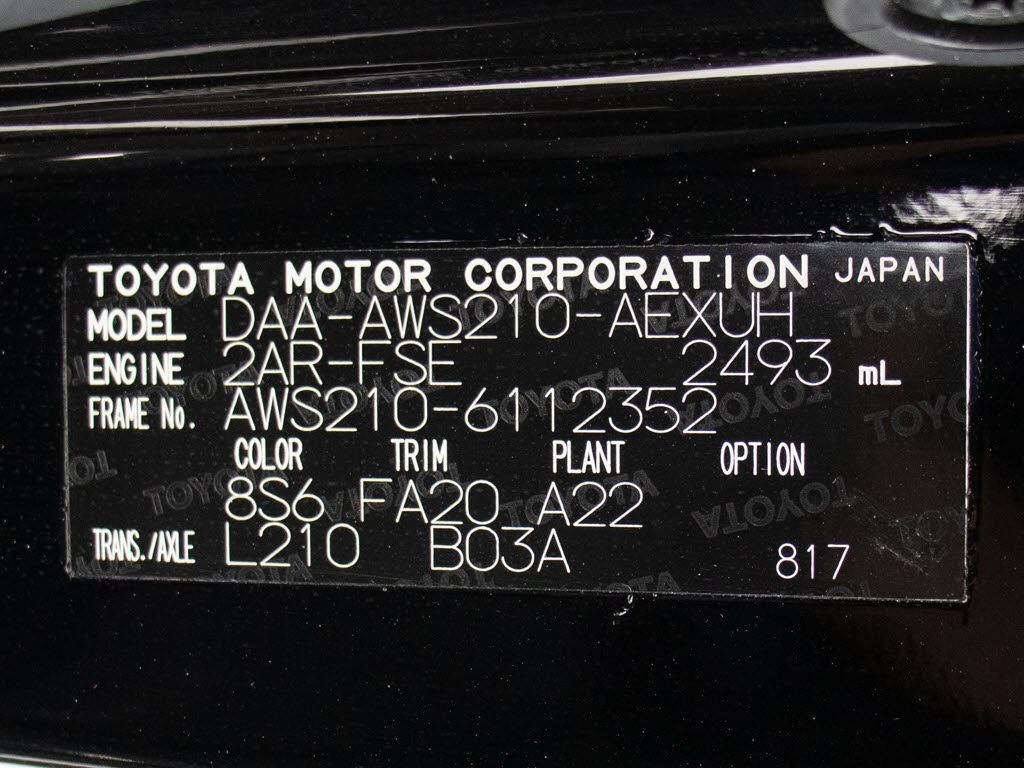 TOYOTA MOTOR CORPORATION JAPAN
MODEL DAA-AWS210-AEXUH
ENGINE 2AR-FSE 2493 mL
FRAME No. AWS210-6112352
COLOR TRIM PLANT OPTION
8S6 FA20 A22
TRANS./AXLE L210 B03A 817